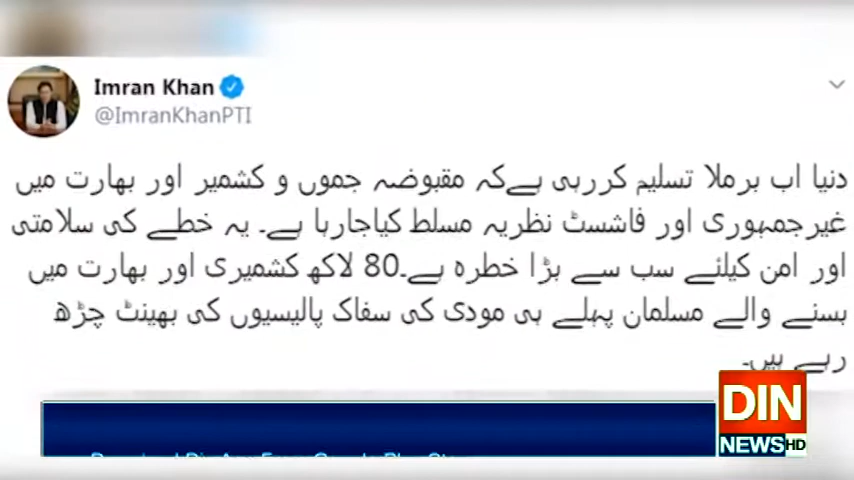 Imran Khan
@ImranKhanPTI
دنیا اب برملا تسلیم کررہی ہےکہ مقبوضہ جموں و کشمیر اور بھارت میں
غیرجمہوری اور فاشسٹ نظریہ مسلط کیاجارہا ہے۔ یہ خطے کی سلامتی
اور امن کیلئے سب سے بڑا خطرہ ہے۔80 لاکھ کشمیری اور بھارت میں
بسنے والے مسلمان پہلے ہی مودی کی سفاک پالیسیوں کی بھینٹ چڑھ
رہے ہیں۔
DIN
NEWS HD